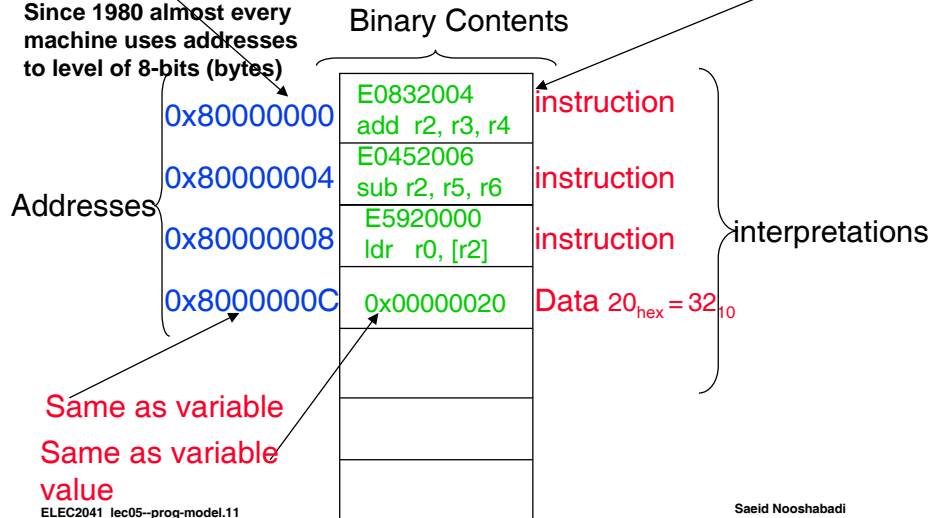 Since 1980 almost every
machine uses addresses
to level of 8-bits (bytes)
Binary Contents
0x80000000
E0832004
add r2, r3, r4
instruction
0x80000004
E0452006
sub r2, r5, r6
instruction
Addresses
0x80000008
E5920000
ldr r0, [r2]
instruction
interpretations
0x8000000C
0x00000020
Data 20hex = 3210
Same as variable
Same as variable
value
ELEC2041 lec05--prog-model.11
Saeid Nooshabadi